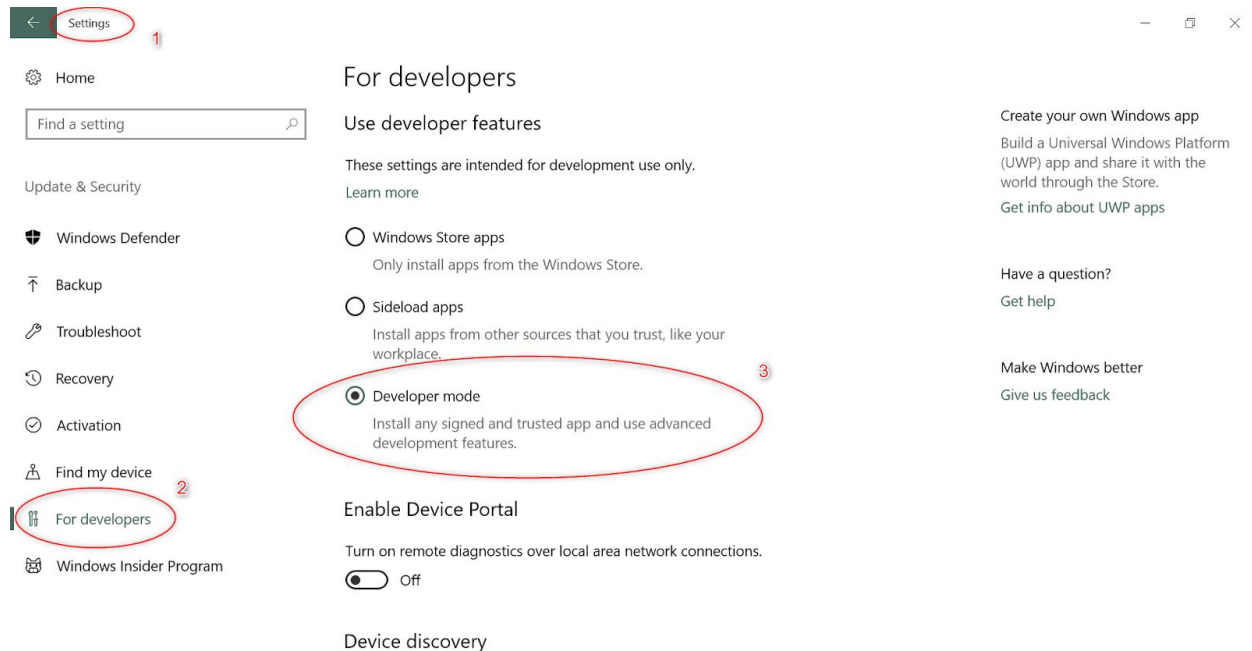 Settings
1
Home
Find a setting
Update & Security
Windows Defender
Backup
Troubleshoot
Recovery
Activation
Find my device
2
For developers
Windows Insider Program
For developers
Use developer features
These settings are intended for development use only.
Learn more
Windows Store apps
Only install apps from the Windows Store.
Sideload apps
Install apps from other sources that you trust, like your
workplace.
3
Developer mode
Install any signed and trusted app and use advanced
development features.
Enable Device Portal
Turn on remote diagnostics over local area network connections.
Off
Device discovery
Create your own Windows app
Build a Universal Windows Platform
(UWP) app and share it with the
world through the Store.
Get info about UWP apps
Have a question?
Get help
Make Windows better
Give us feedback